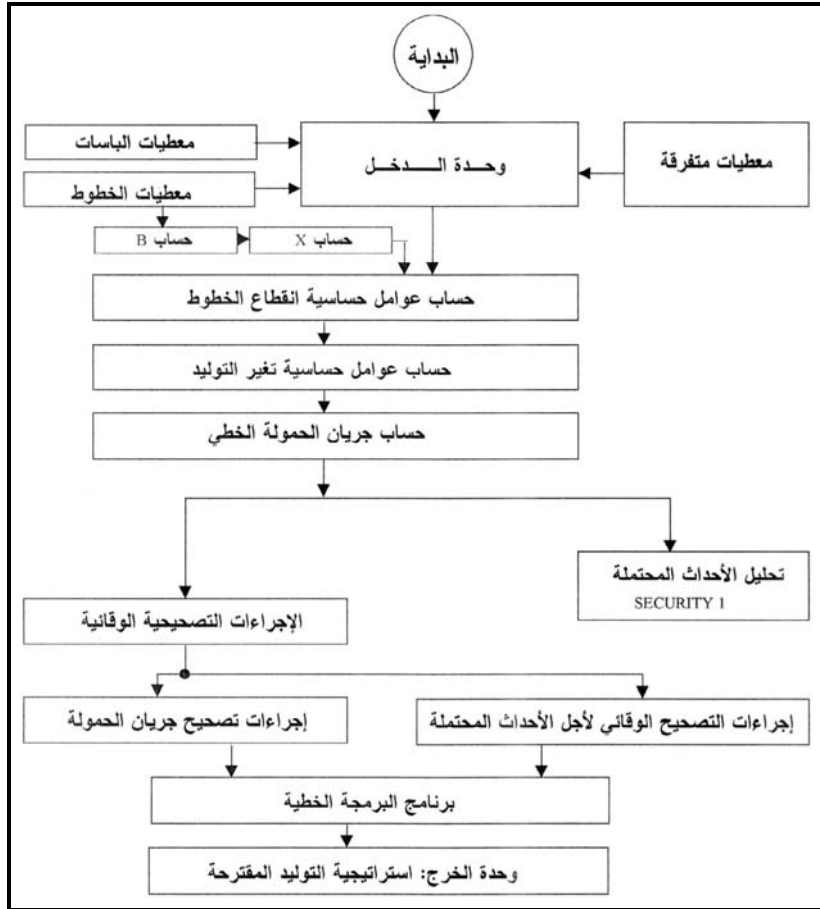 البداية
معطيات الباسات
وحـدة الـــدخــل
معطيات متفرقة
معطيات الخطوط
حساب B
حساب X
حساب عوامل حساسية انقطاع الخطوط
حساب عوامل حساسية تغير التوليد
حساب جريان الحمولة الخطي
تحليل الأحداث المحتملة
SECURITY 1
الإجراءات التصحيحية الوقائية
إجراءات تصحيح جريان الحمولة
إجراءات التصحيح الوقائي لأجل الأحداث المحتملة
برنامج البرمجة الخطية
وحدة الخرج: استراتيجية التوليد المقترحة